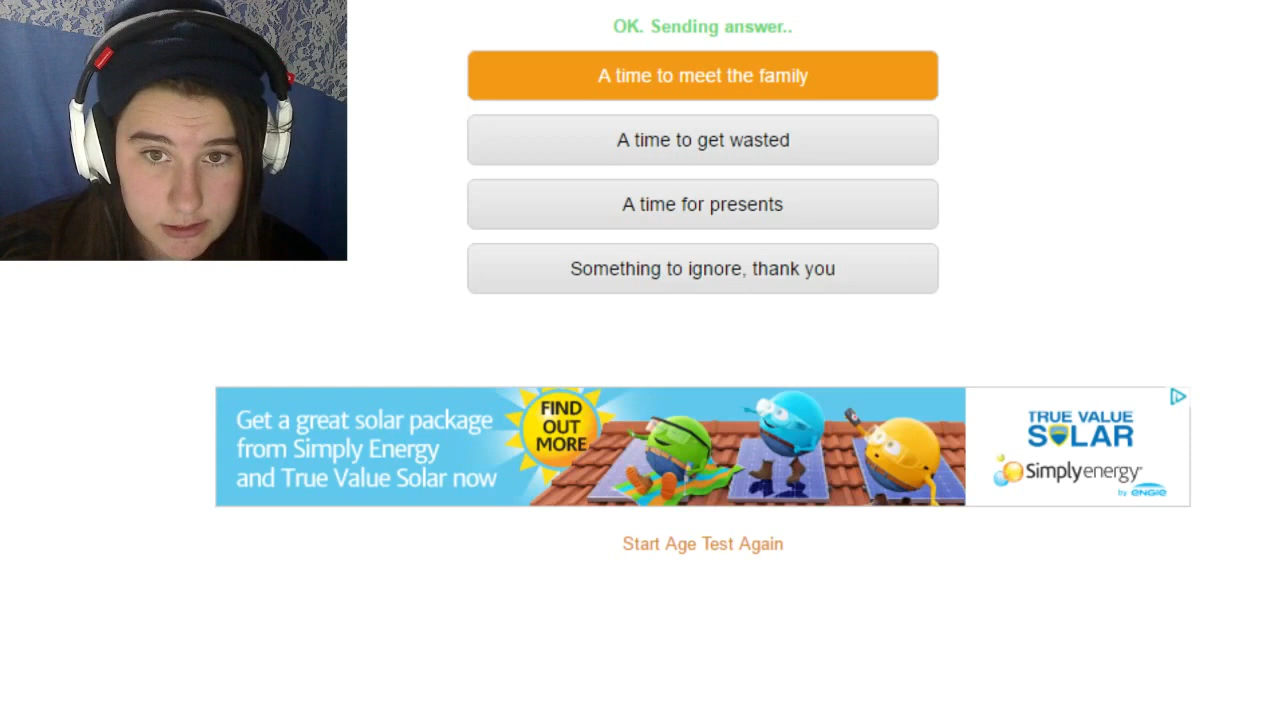 OK. Sending answer..
A time to meet the family
A time to get wasted
A time for presents
Something to ignore, thank you
Get a great solar package
from Simply Energy
and True Value Solar now
FIND
OUT
MORE
TRUE VALUE
SOLAR
Simplyenergy
by ENGIE
Start Age Test Again